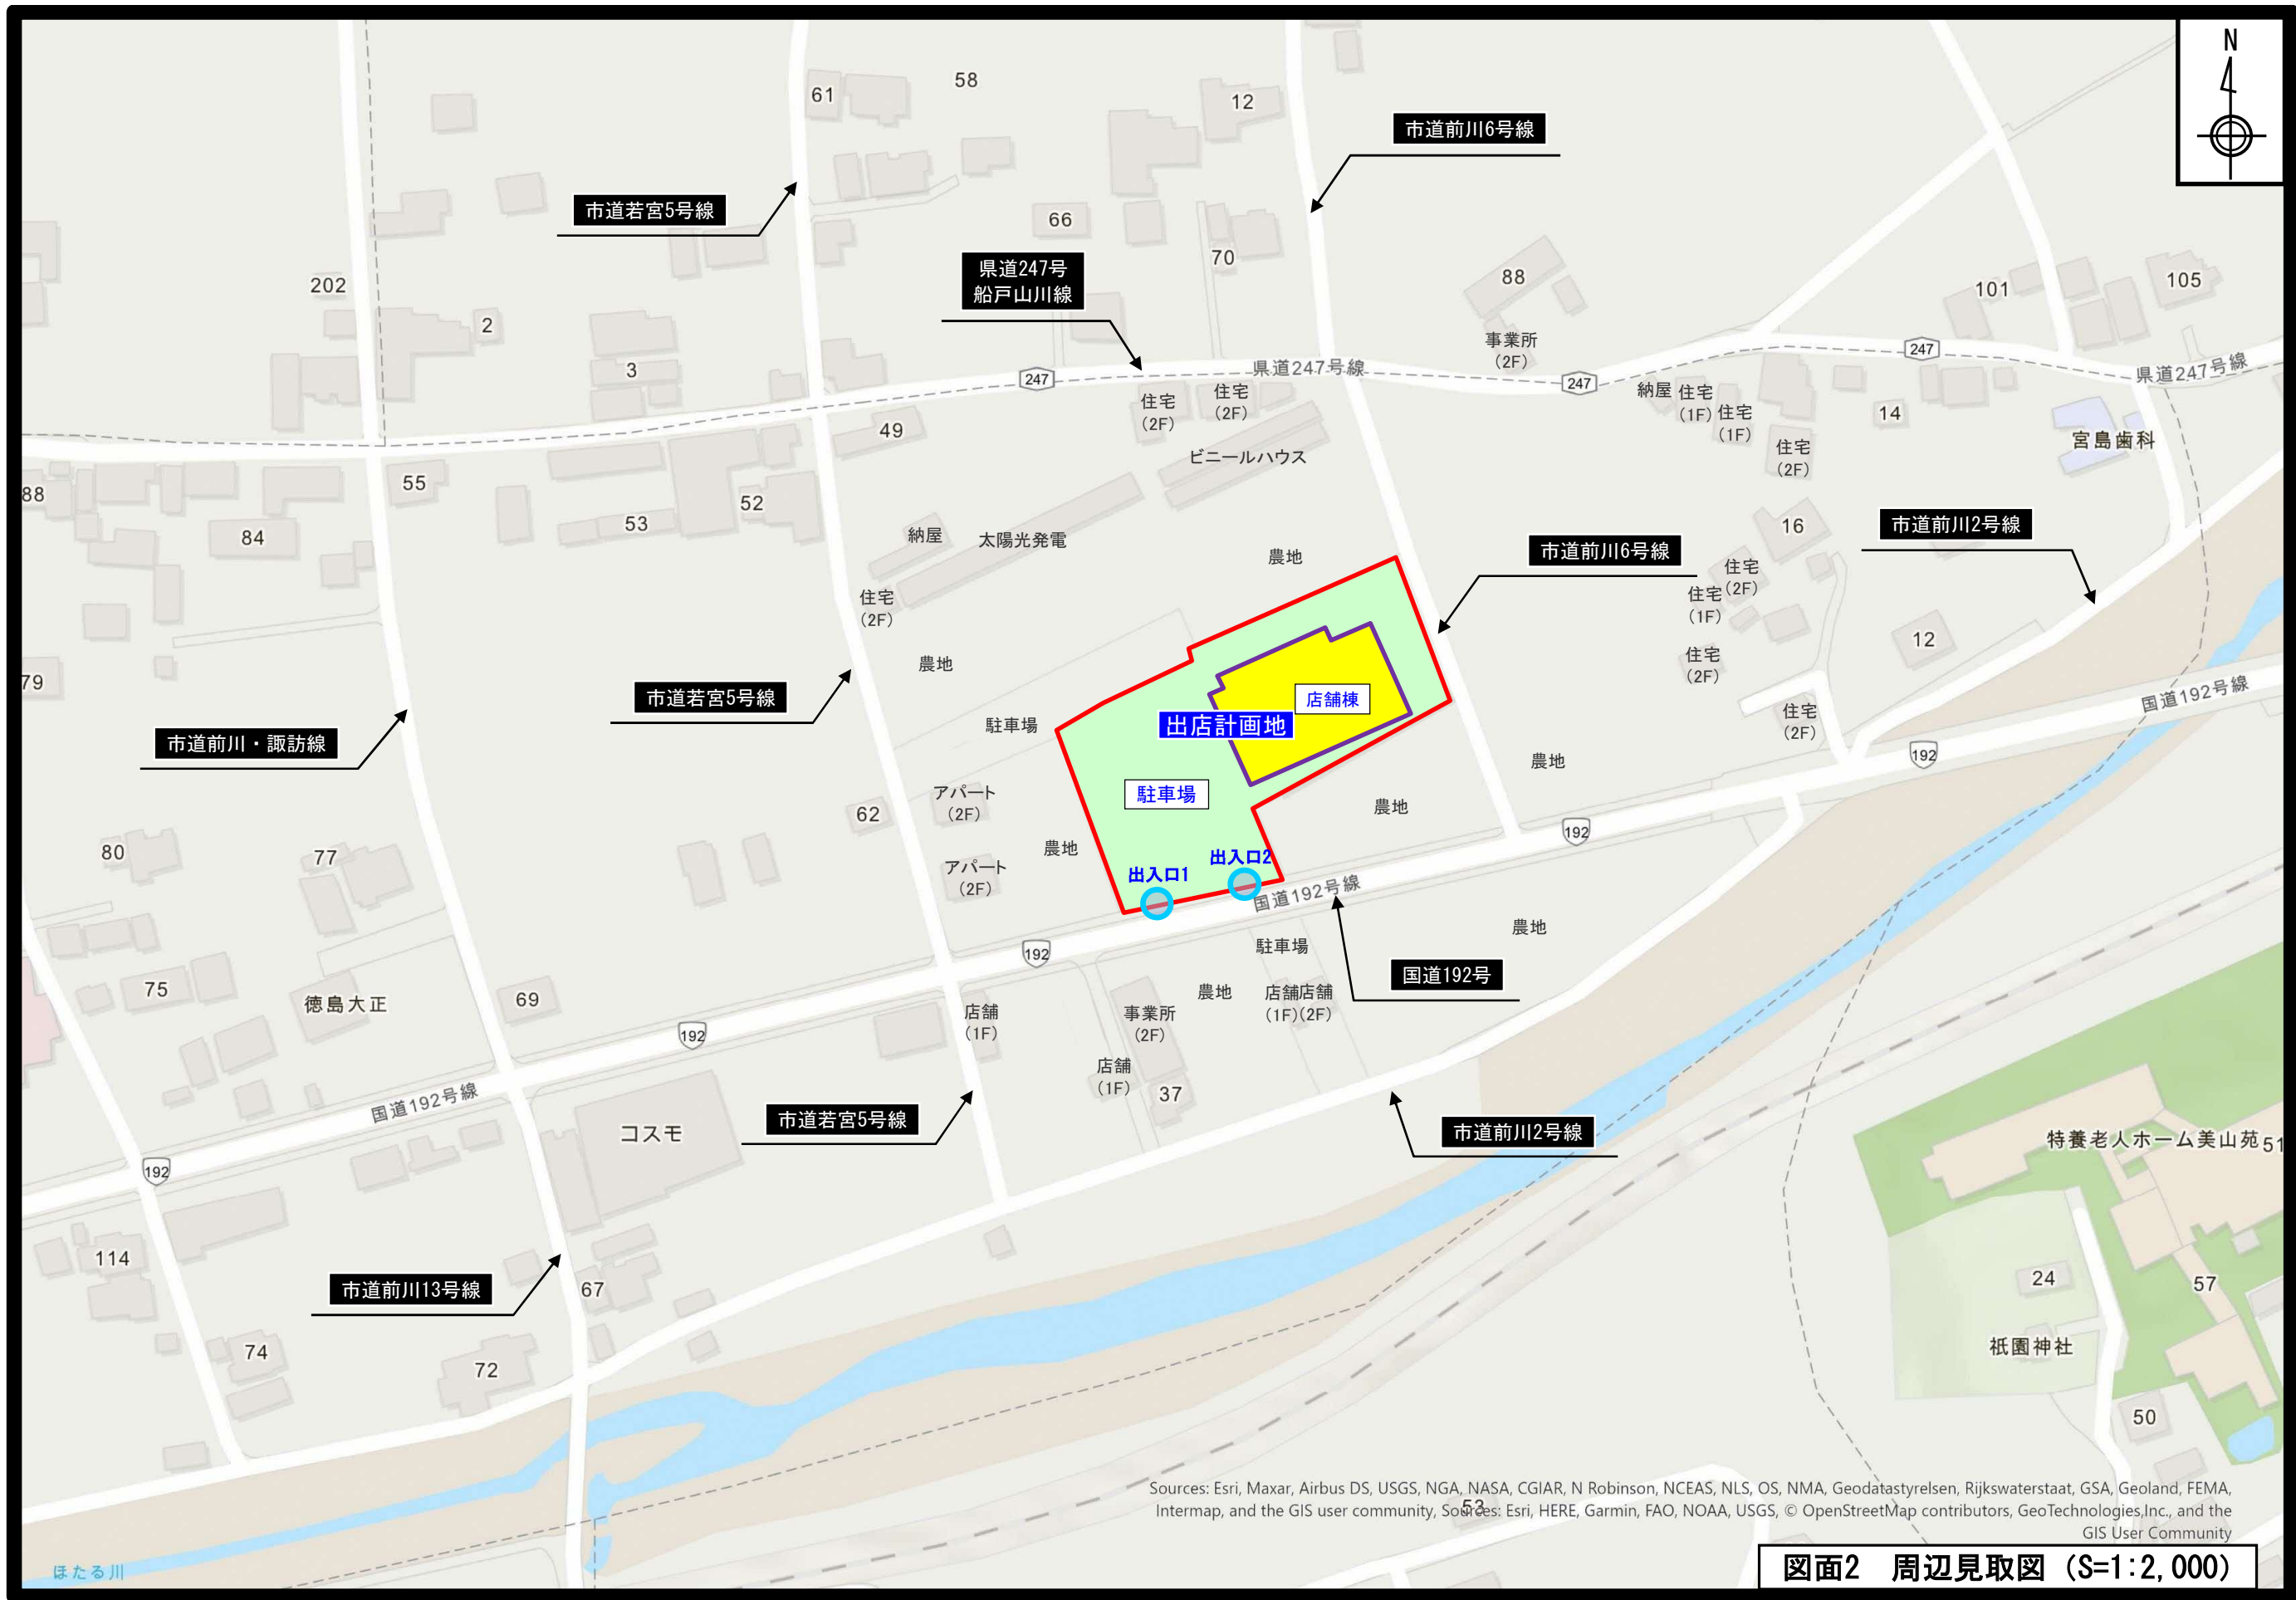 N
58
61
12
市道前川6号線
市道若宮5号線
66
70
県道247号
船戸山川線
88
101
105
202
2
3
事業所
(2F)
県道247号線
247
247
247
県道247号線
住宅
(2F)
住宅
(2F)
納屋
住宅
(1F)
住宅
(1F)
14
宮島歯科
49
ビニールハウス
住宅
(2F)
55
88
52
53
84
納屋
太陽光発電
農地
市道前川6号線
16
市道前川2号線
住宅
(2F)
住宅
(2F)
住宅
(1F)
12
79
農地
住宅
(2F)
市道若宮5号線
店舗棟
出店計画地
駐車場
国道192号線
市道前川・諏訪線
住宅
(2F)
192
農地
駐車場
アパート
(2F)
62
農地
192
80
77
農地
アパート
(2F)
出入口1
出入口2
国道192号線
192
駐車場
農地
国道192号
75
徳島大正
69
農地
店舗
(1F)
店舗
(2F)
店舗
(1F)
事業所
(2F)
192
店舗
(1F)
37
国道192号線
コスモ
市道若宮5号線
市道前川2号線
特養老人ホーム美山苑
51
192
114
市道前川13号線
67
24
57
祇園神社
74
72
50
53
Sources: Esri, Maxar, Airbus DS, USGS, NGA, NASA, CGIAR, N Robinson, NCEAS, NLS, OS, NMA, Geodatastyrelsen, Rijkswaterstaat, GSA, Geoland, FEMA,
Intermap, and the GIS user community, Sources: Esri, HERE, Garmin, FAO, NOAA, USGS, © OpenStreetMap contributors, GeoTechnologies,Inc., and the
GIS User Community
ほたる川
図面2 周辺見取図 (S=1:2,000)